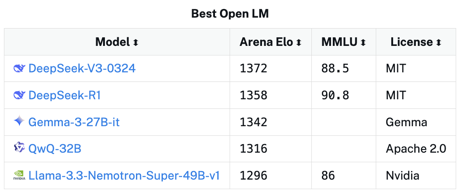 Best Open LM
Model Arena Elo MMLU License
DeepSeek-V3-0324 1372 88.5 MIT
DeepSeek-R1 1358 90.8 MIT
Gemma-3-27B-it 1342 Gemma
QwQ-32B 1316 Apache 2.0
Llama-3.3-Nemotron-Super-49B-v1 1296 86 Nvidia